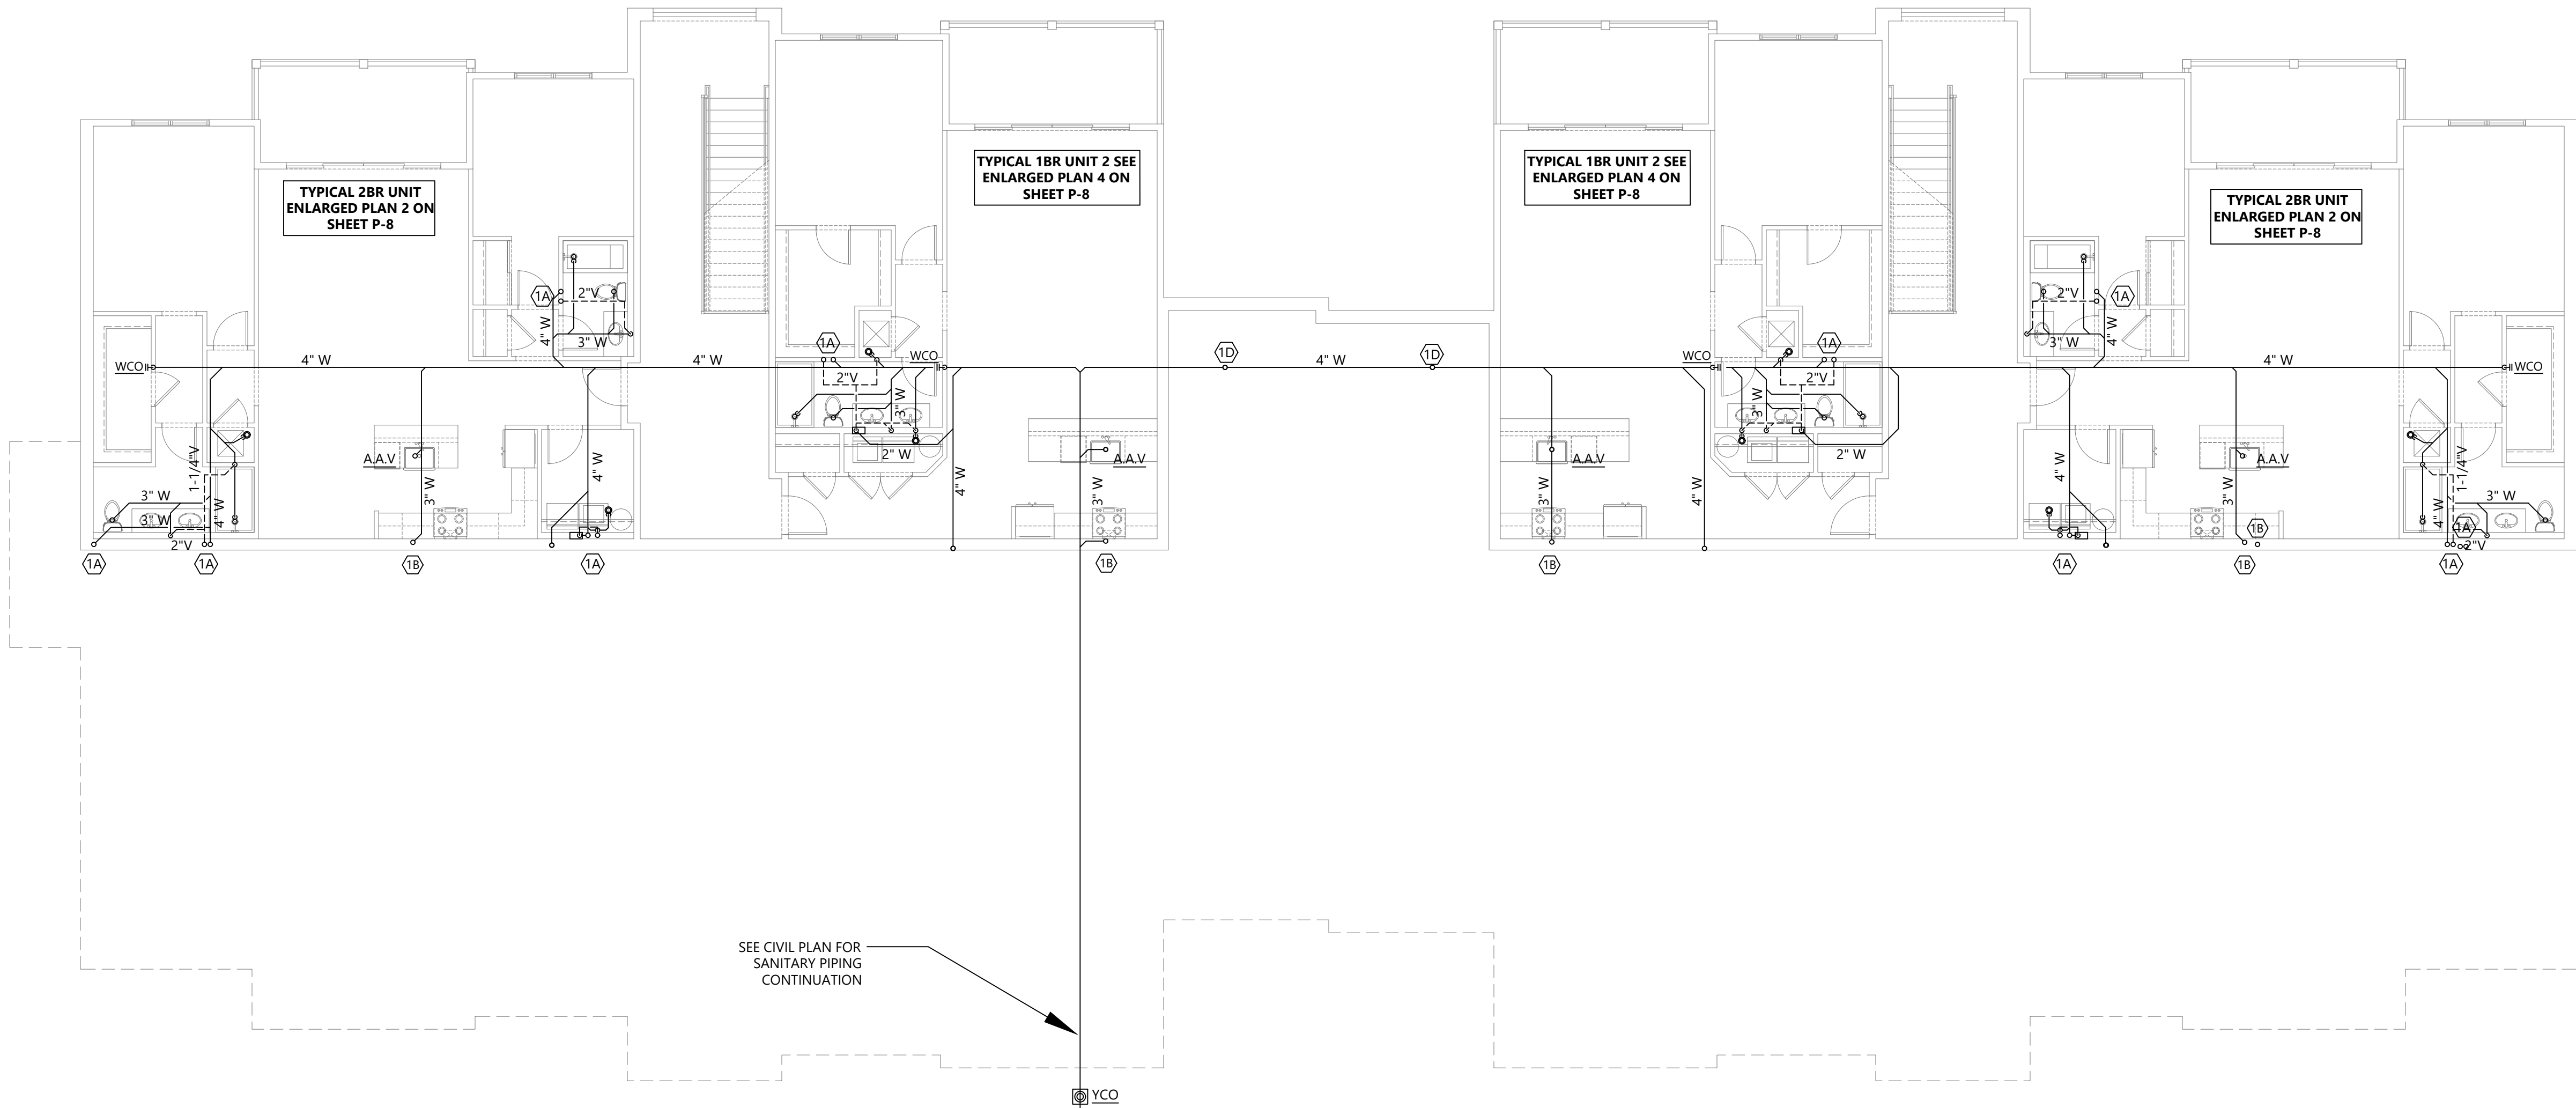 TYPICAL 2BR UNIT
ENLARGED PLAN 2 ON
SHEET P-8
TYPICAL 1BR UNIT 2 SEE
ENLARGED PLAN 4 ON
SHEET P-8
TYPICAL 1BR UNIT 2 SEE
ENLARGED PLAN 4 ON
SHEET P-8
TYPICAL 2BR UNIT
ENLARGED PLAN 2 ON
SHEET P-8
1A
2"V
4" W
3" W
2"V
1A
4" W
3" W
WCO
4" W
4" W
1A
WCO
2"V
3" W
1D
4" W
1D
WCO
1A
2"V
3" W
4" W
WCO
A.A.V
3" W
4" W
2" W
4" W
A.A.V
3" W
A.A.V
3" W
4" W
2" W
4" W
3" W
A.A.V
1-1/4"V
4" W
3" W
3" W
2"V
1-1/4"V
4" W
3" W
1A
1B
2"V
1A
1A
1B
1A
1B
1B
1A
1B
1A
SEE CIVIL PLAN FOR
SANITARY PIPING
CONTINUATION
YCO